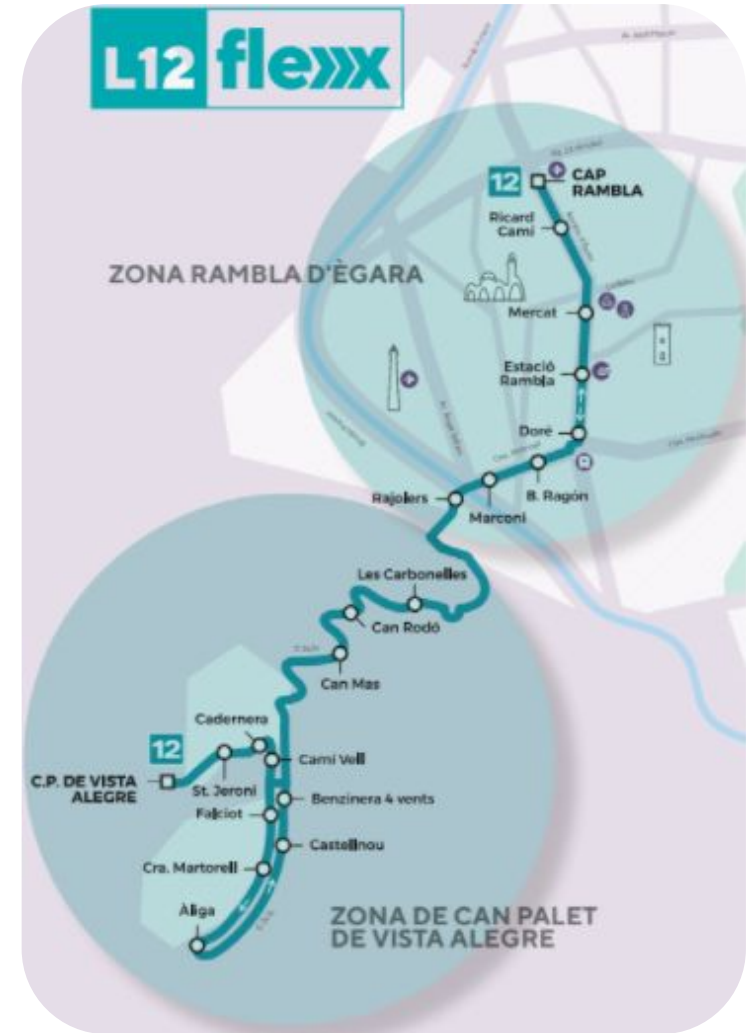 L12 flexx
12
CAP
RAMBLA
Ricard
Camí
ZONA RAMBLA D'ÈGARA
Mercat
Estació
Rambla
Doré
B. Ragón
Marconi
Rajolers
Les Carbonelles
Can Rodó
Can Mas
Cadernera
12
Camí Vell
C.P. DE VISTA
ALEGRE
St. Jeroni
Benzinera 4 vents
Falciot
Castellnou
Cra. Martorell
Àliga
ZONA DE CAN PALET
DE VISTA ALEGRE